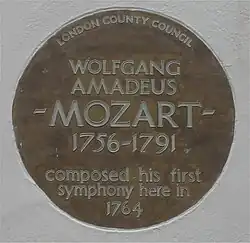 LONDON COUNTY COUNCIL
WOLFGANG
AMADEUS
-MOZART-
1756-1791
composed his first
symphony here in
1764